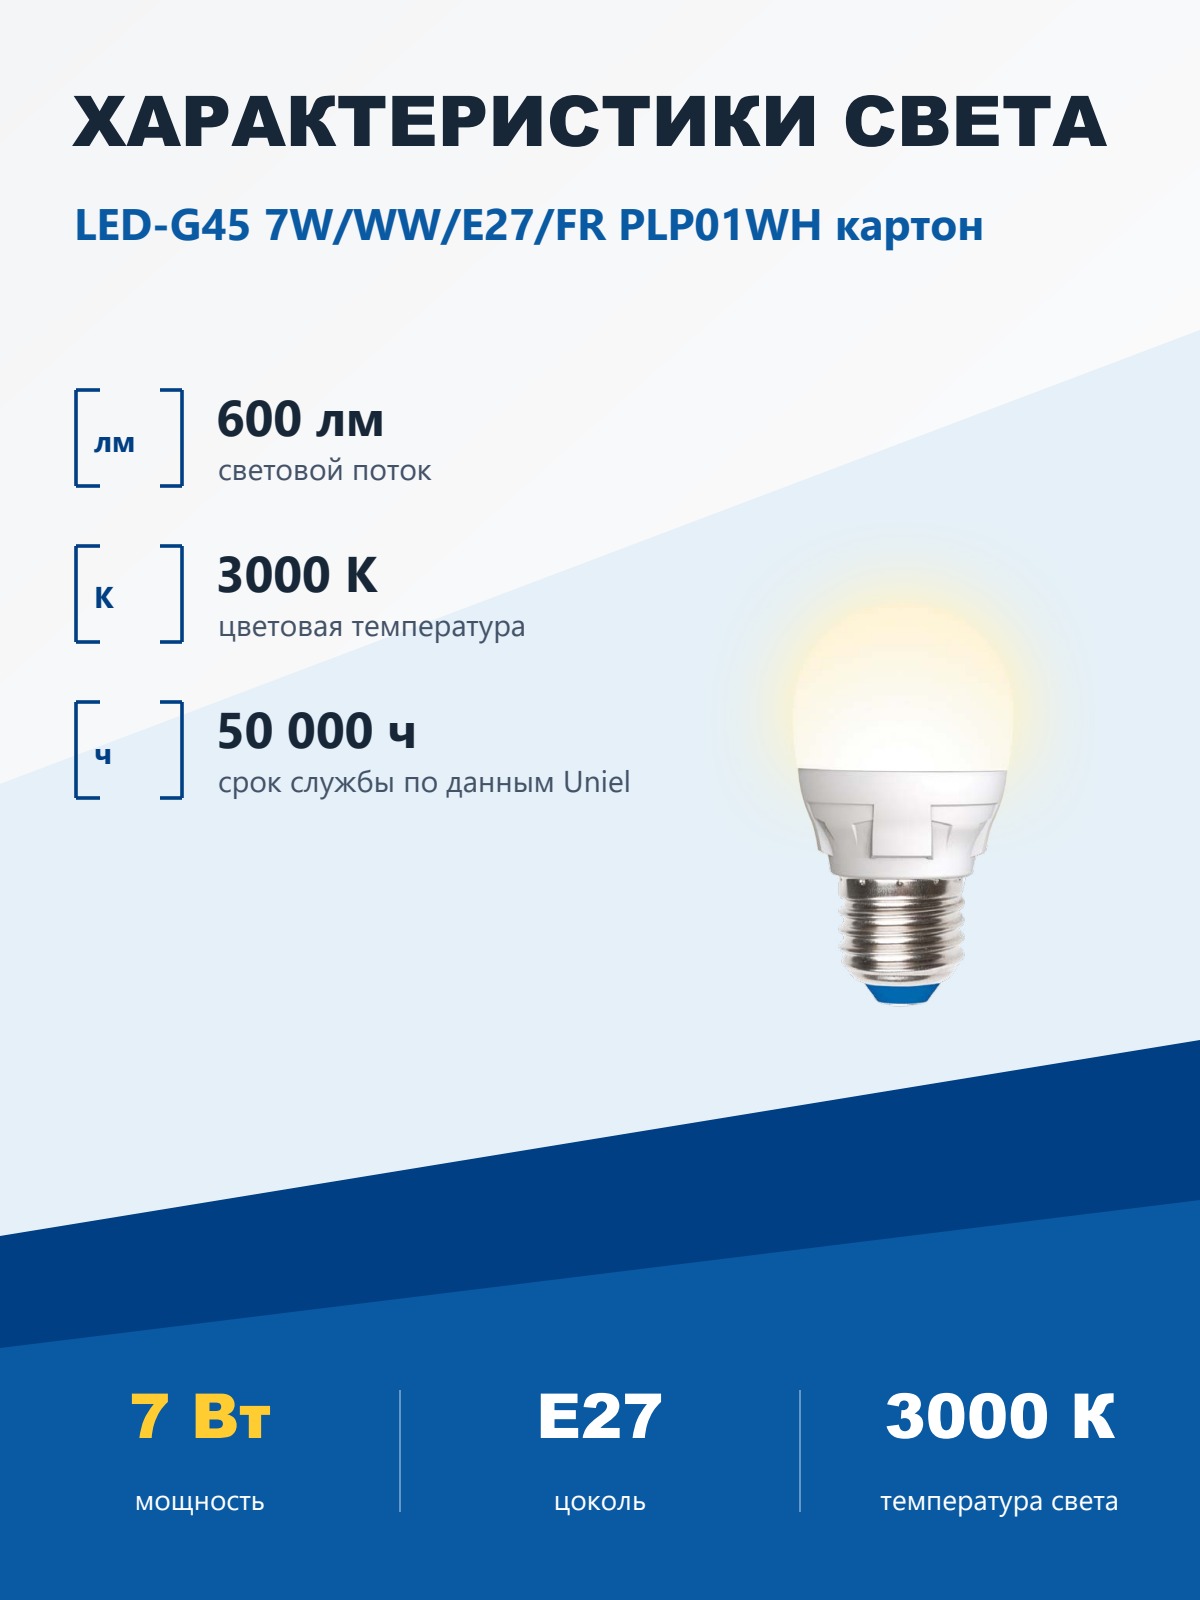 ХАРАКТЕРИСТИКИ СВЕТА
LED-G45 7W/WW/E27/FR PLP01WH картон
лм
600 лм
световой поток
К
3000 К
цветовая температура
ч
50 000 ч
срок службы по данным Uniel
7 Вт
мощность
E27
цоколь
3000 К
температура света